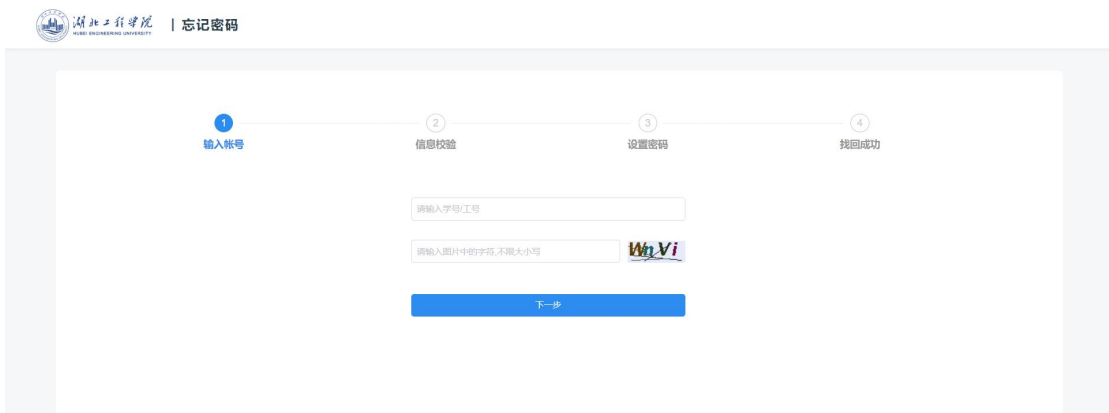 湖北工程学院 | 忘记密码
HUBEI ENGINEERING UNIVERSITY
1 2 3 4
输入帐号 信息校验 设置密码 找回成功
请输入学号/工号
请输入图片中的字符,不限大小写 WnVi
下一步